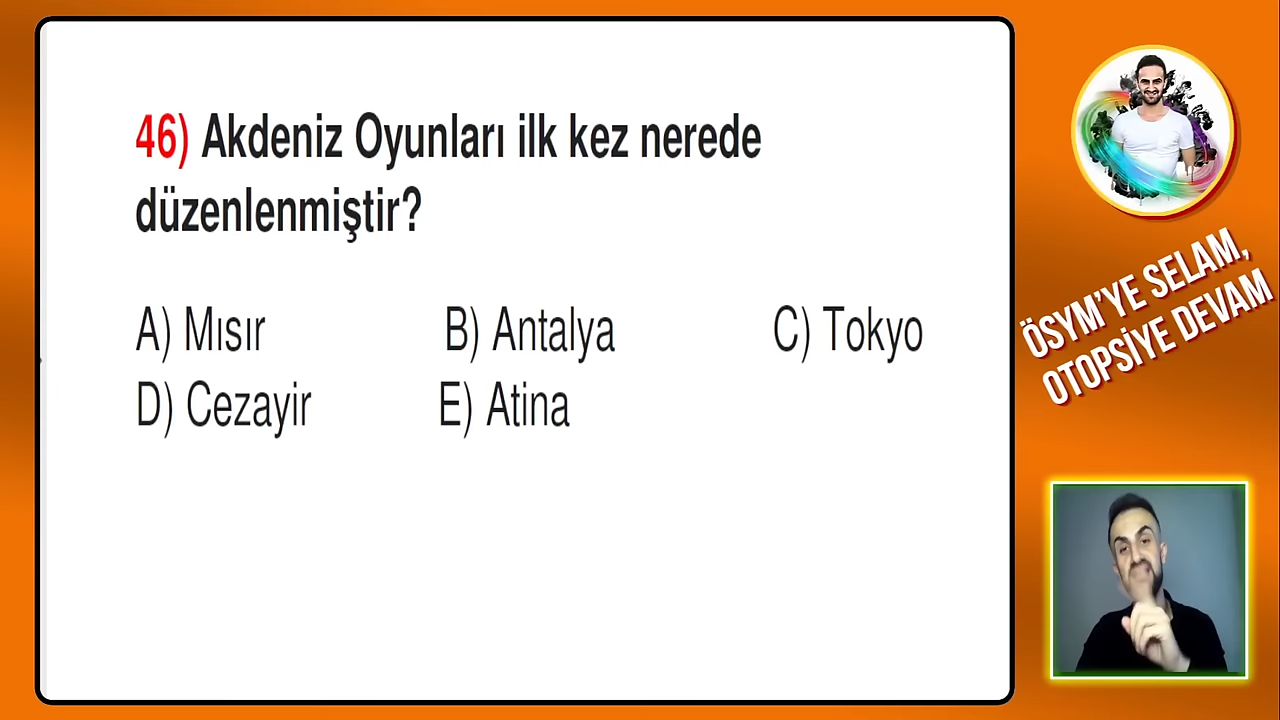 46) Akdeniz Oyunları ilk kez nerede
düzenlenmiştir?
A) Mısır B) Antalya C) Tokyo
D) Cezayir E) Atina
ÖSYM'YE SELAM,
OTOPSİYE DEVAM